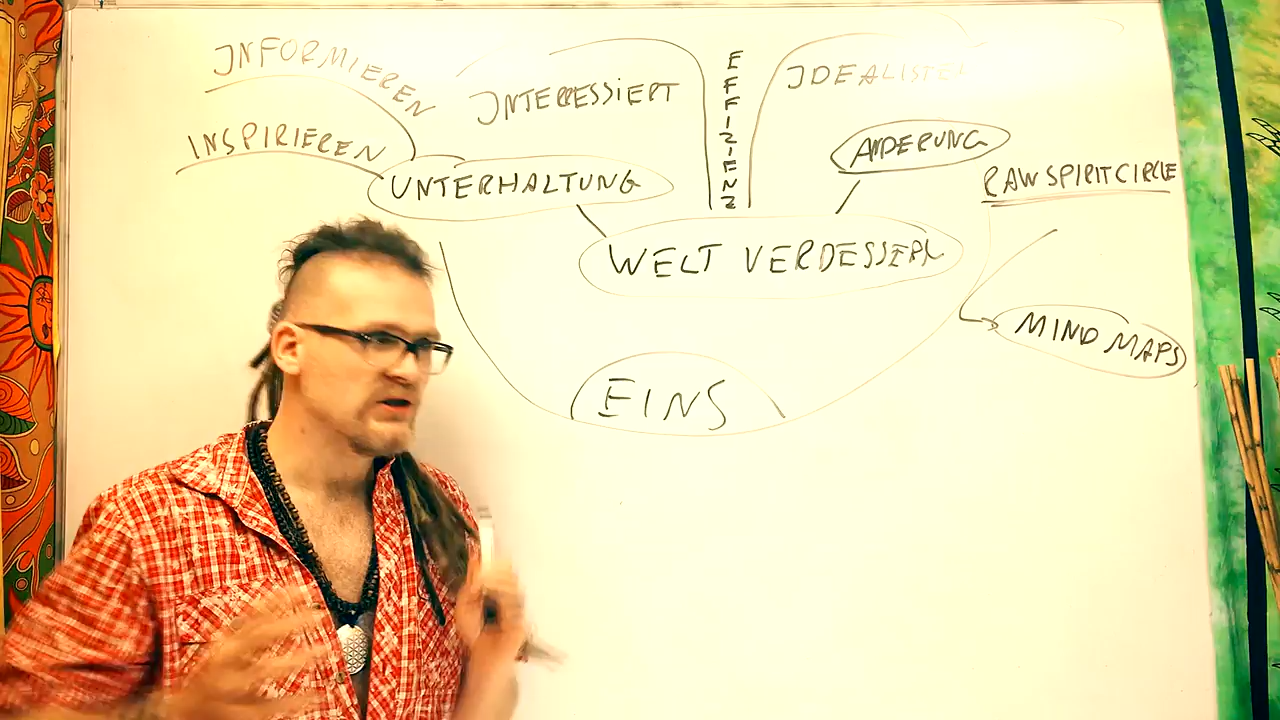 INFORMIEREN
INTERESSIERT
EFFIZIENZ
IDEALISTEN
INSPIRIEREN
UNTERHALTUNG
ÄNDERUNG
RAWSPIRITCIRCLE
WELT VERBESSERN
MIND MAPS
EINS